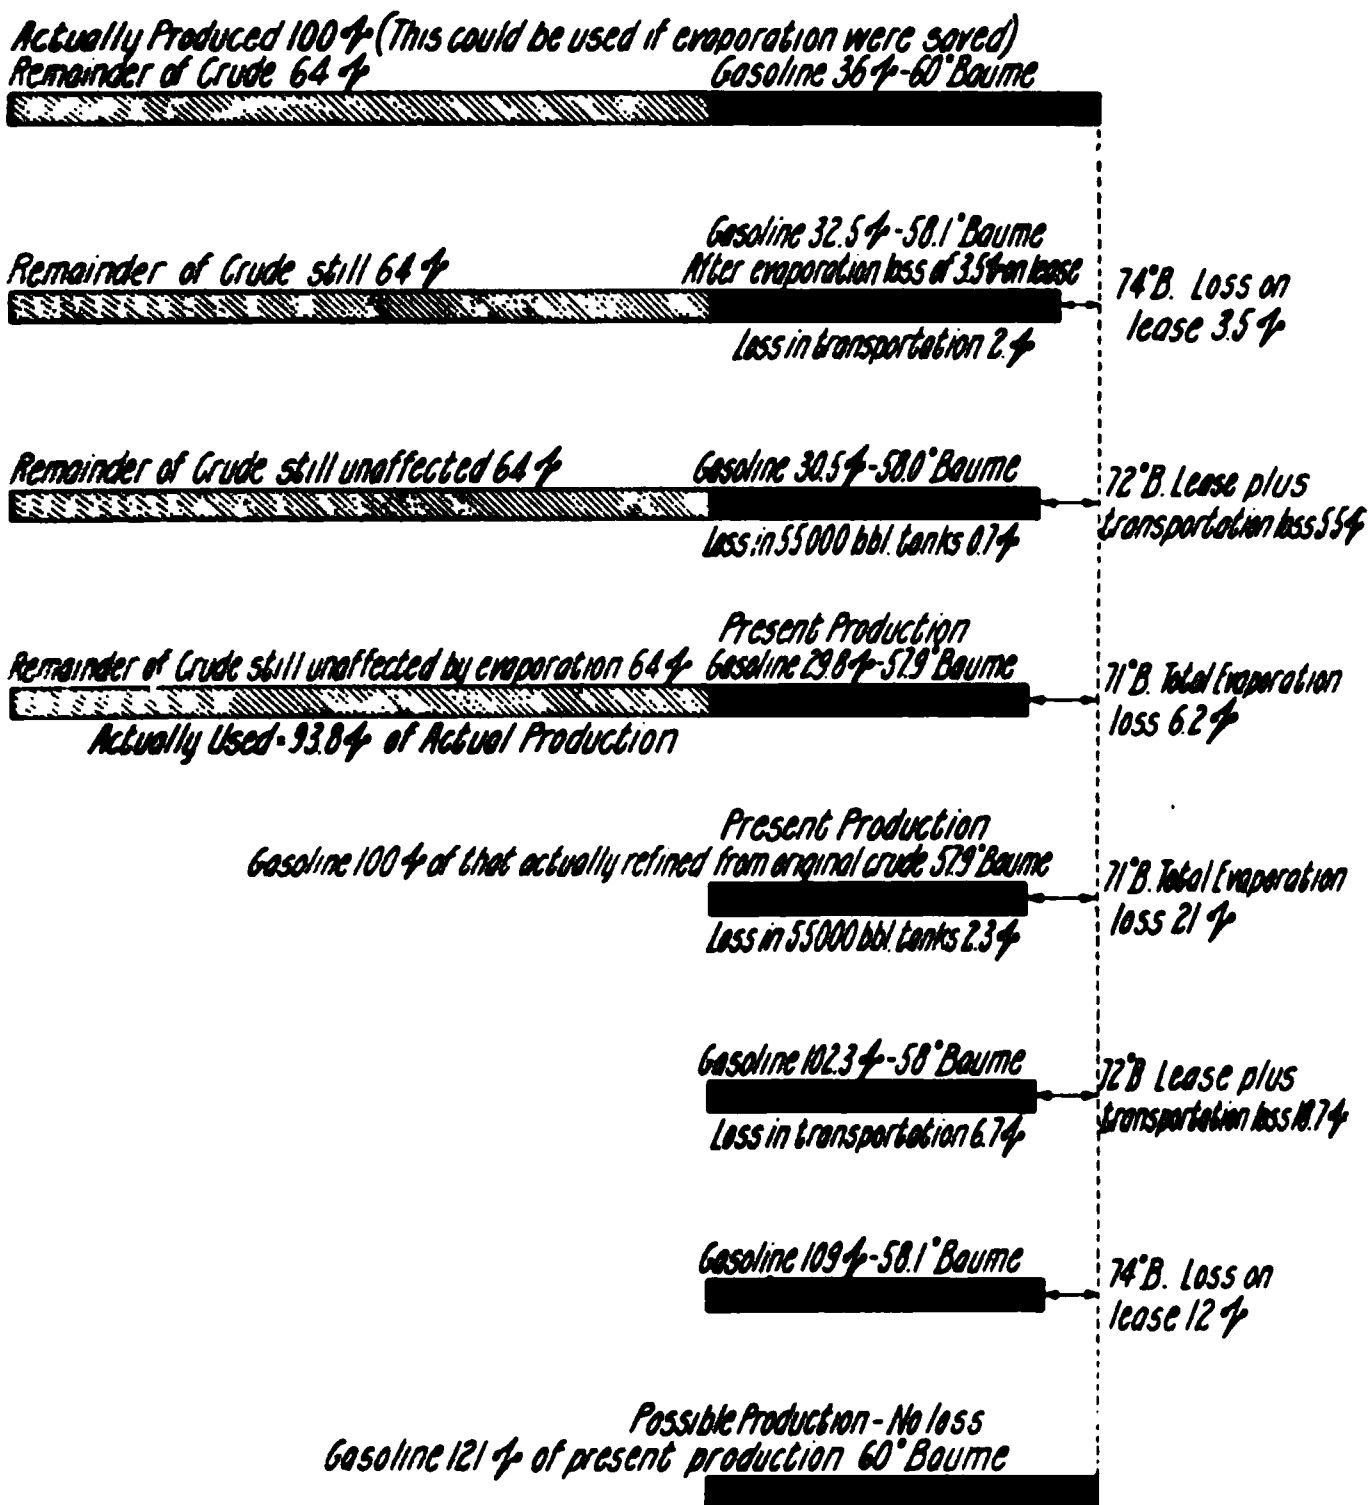 Actually Produced 100% (This could be used if evaporation were saved)
Remainder of Crude 64%
Gasoline 36%-60° Baume
Gasoline 32.5%-58.1° Baume
After evaporation loss of 3.5% on lease
Remainder of Crude still 64%
74°B. Loss on
lease 3.5%
Loss in transportation 2.%
Remainder of Crude still unaffected 64%
Gasoline 30.5%-58.0° Baume
72°B. Lease plus
transportation loss 5.5%
Loss in 55000 bbl. tanks 0.7%
Present Production
Remainder of Crude still unaffected by evaporation 64%
Gasoline 29.8%-57.9° Baume
71°B. Total Evaporation
loss 6.2%
Actually Used = 93.8% of Actual Production
Present Production
Gasoline 100% of that actually refined from original crude 57.9° Baume
71°B. Total Evaporation
loss 21%
Loss in 55000 bbl. tanks 2.3%
Gasoline 102.3%-58° Baume
72°B Lease plus
transportation loss 18.7%
Loss in transportation 6.7%
Gasoline 109%-58.1° Baume
74°B. Loss on
lease 12%
Possible Production - No loss
Gasoline 121% of present production 60° Baume